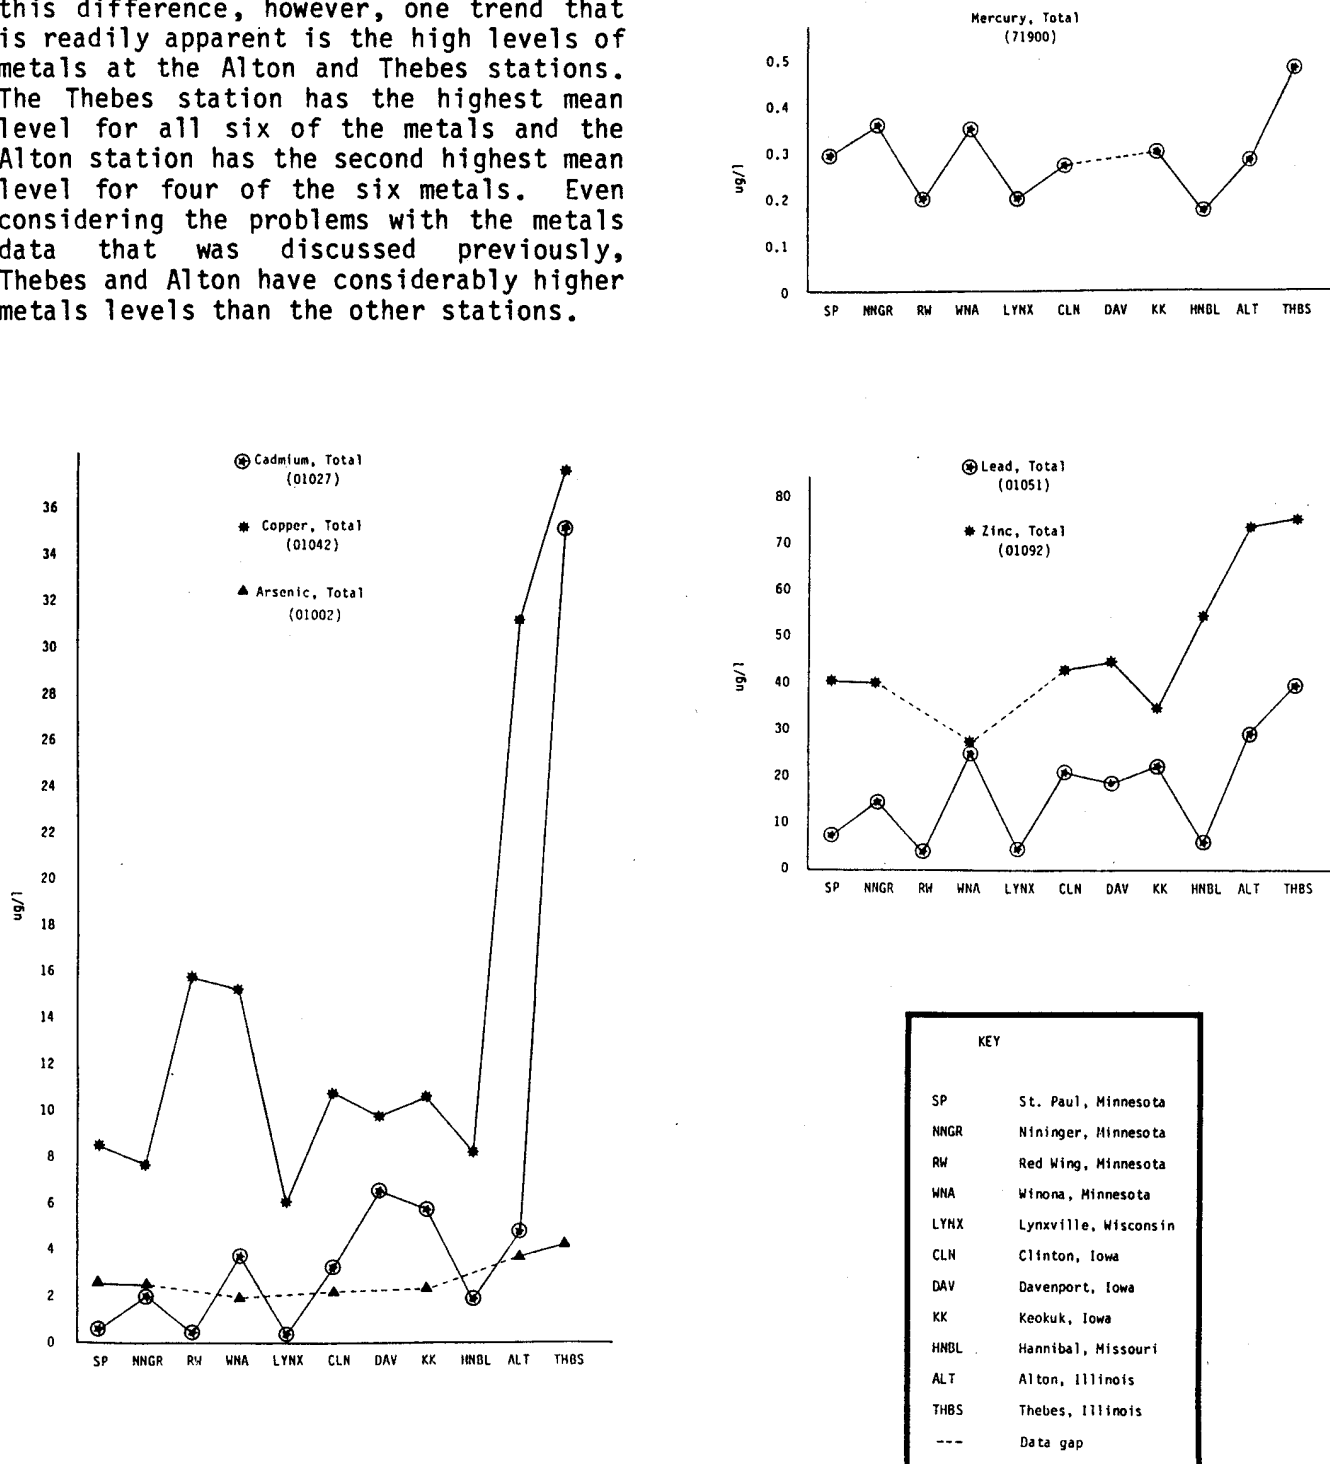 this difference, however, one trend that
is readily apparent is the high levels of
metals at the Alton and Thebes stations.
The Thebes station has the highest mean
level for all six of the metals and the
Alton station has the second highest mean
level for four of the six metals. Even
considering the problems with the metals
data that was discussed previously,
Thebes and Alton have considerably higher
metals levels than the other stations.
Mercury, Total
(71900)
0.5
0.4
0.3
0.2
0.1
0
ug/l
SP NNGR RW WNA LYNX CLN DAV KK HNBL ALT THBS
Cadmium, Total
(01027)
Copper, Total
(01042)
Arsenic, Total
(01002)
36
34
32
30
28
26
24
22
20
18
16
14
12
10
8
6
4
2
0
ug/l
SP NNGR RW WNA LYNX CLN DAV KK HNBL ALT THBS
Lead, Total
(01051)
Zinc, Total
(01092)
80
70
60
50
40
30
20
10
0
ug/l
SP NNGR RW WNA LYNX CLN DAV KK HNBL ALT THBS
KEY
SP St. Paul, Minnesota
NNGR Nininger, Minnesota
RW Red Wing, Minnesota
WNA Winona, Minnesota
LYNX Lynxville, Wisconsin
CLN Clinton, Iowa
DAV Davenport, Iowa
KK Keokuk, Iowa
HNBL Hannibal, Missouri
ALT Alton, Illinois
THBS Thebes, Illinois
--- Data gap